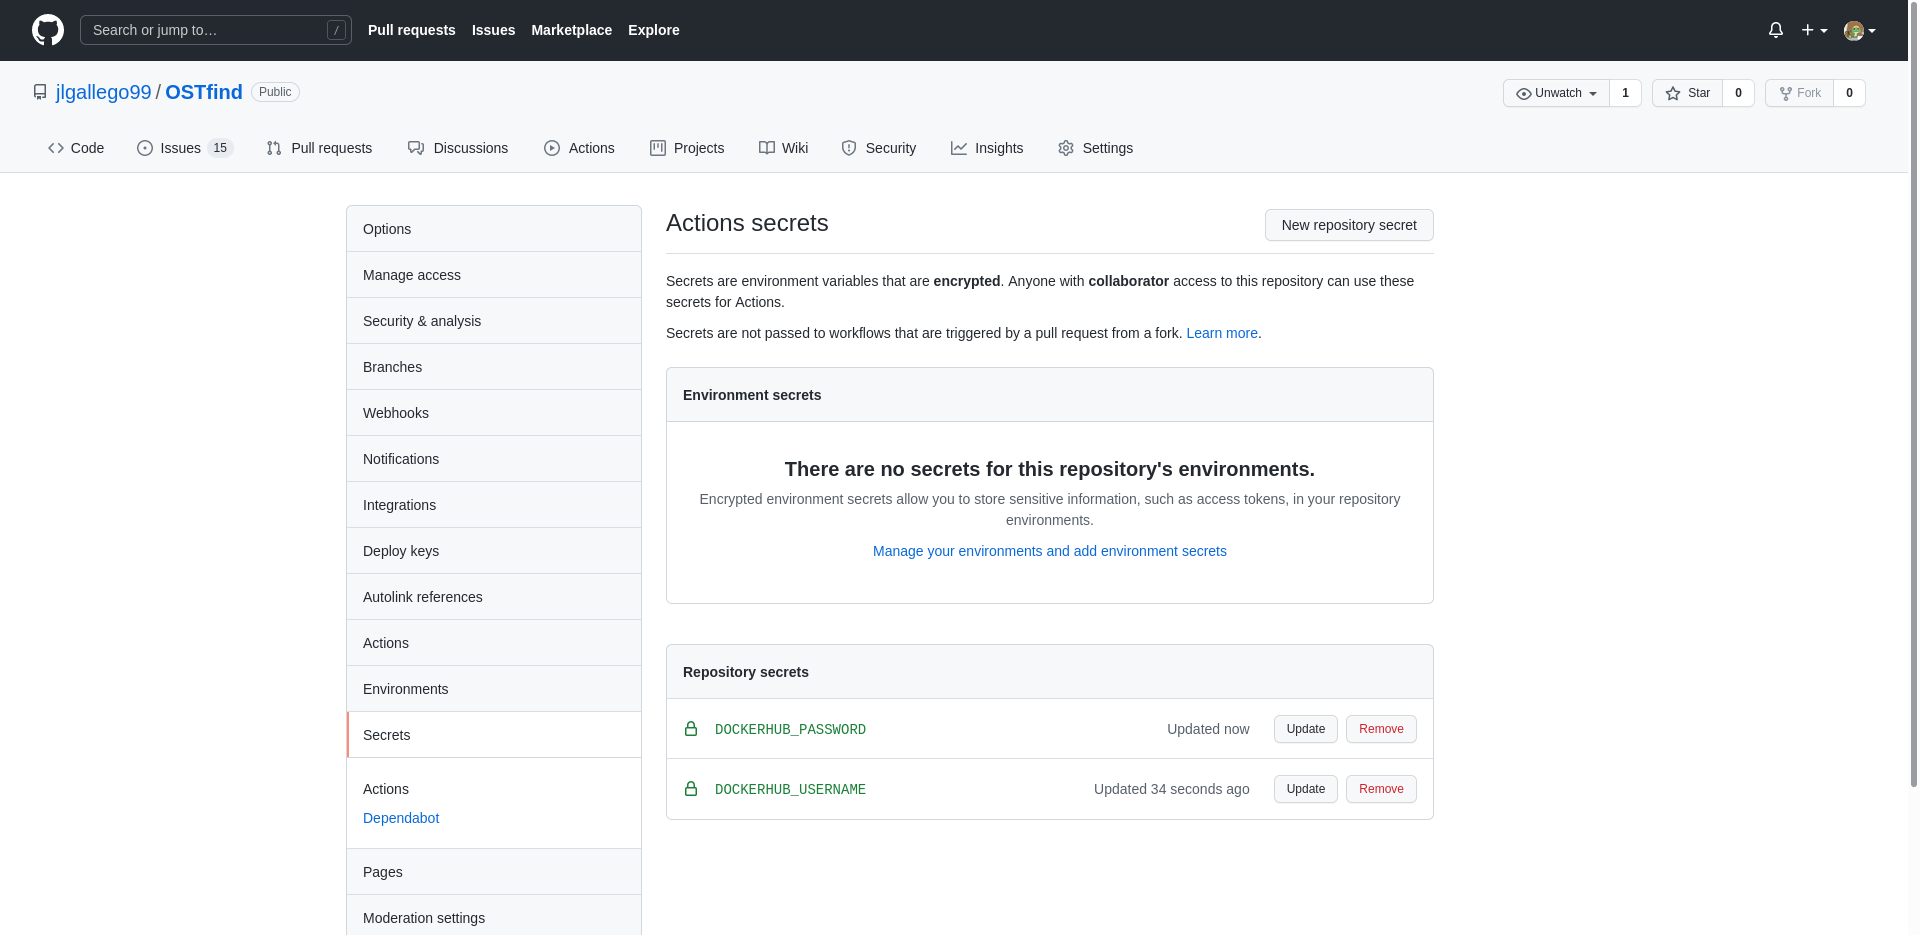 Search or jump to… /
Pull requests Issues Marketplace Explore
jlgallego99 / OSTfind Public
Unwatch 1 Star 0 Fork 0
Code Issues 15 Pull requests Discussions Actions Projects Wiki Security Insights Settings
Options
Manage access
Security & analysis
Branches
Webhooks
Notifications
Integrations
Deploy keys
Autolink references
Actions
Environments
Secrets
Actions
Dependabot
Pages
Moderation settings
Actions secrets
New repository secret
Secrets are environment variables that are encrypted. Anyone with collaborator access to this repository can use these
secrets for Actions.
Secrets are not passed to workflows that are triggered by a pull request from a fork. Learn more.
Environment secrets
There are no secrets for this repository's environments.
Encrypted environment secrets allow you to store sensitive information, such as access tokens, in your repository
environments.
Manage your environments and add environment secrets
Repository secrets
DOCKERHUB_PASSWORD Updated now Update Remove
DOCKERHUB_USERNAME Updated 34 seconds ago Update Remove